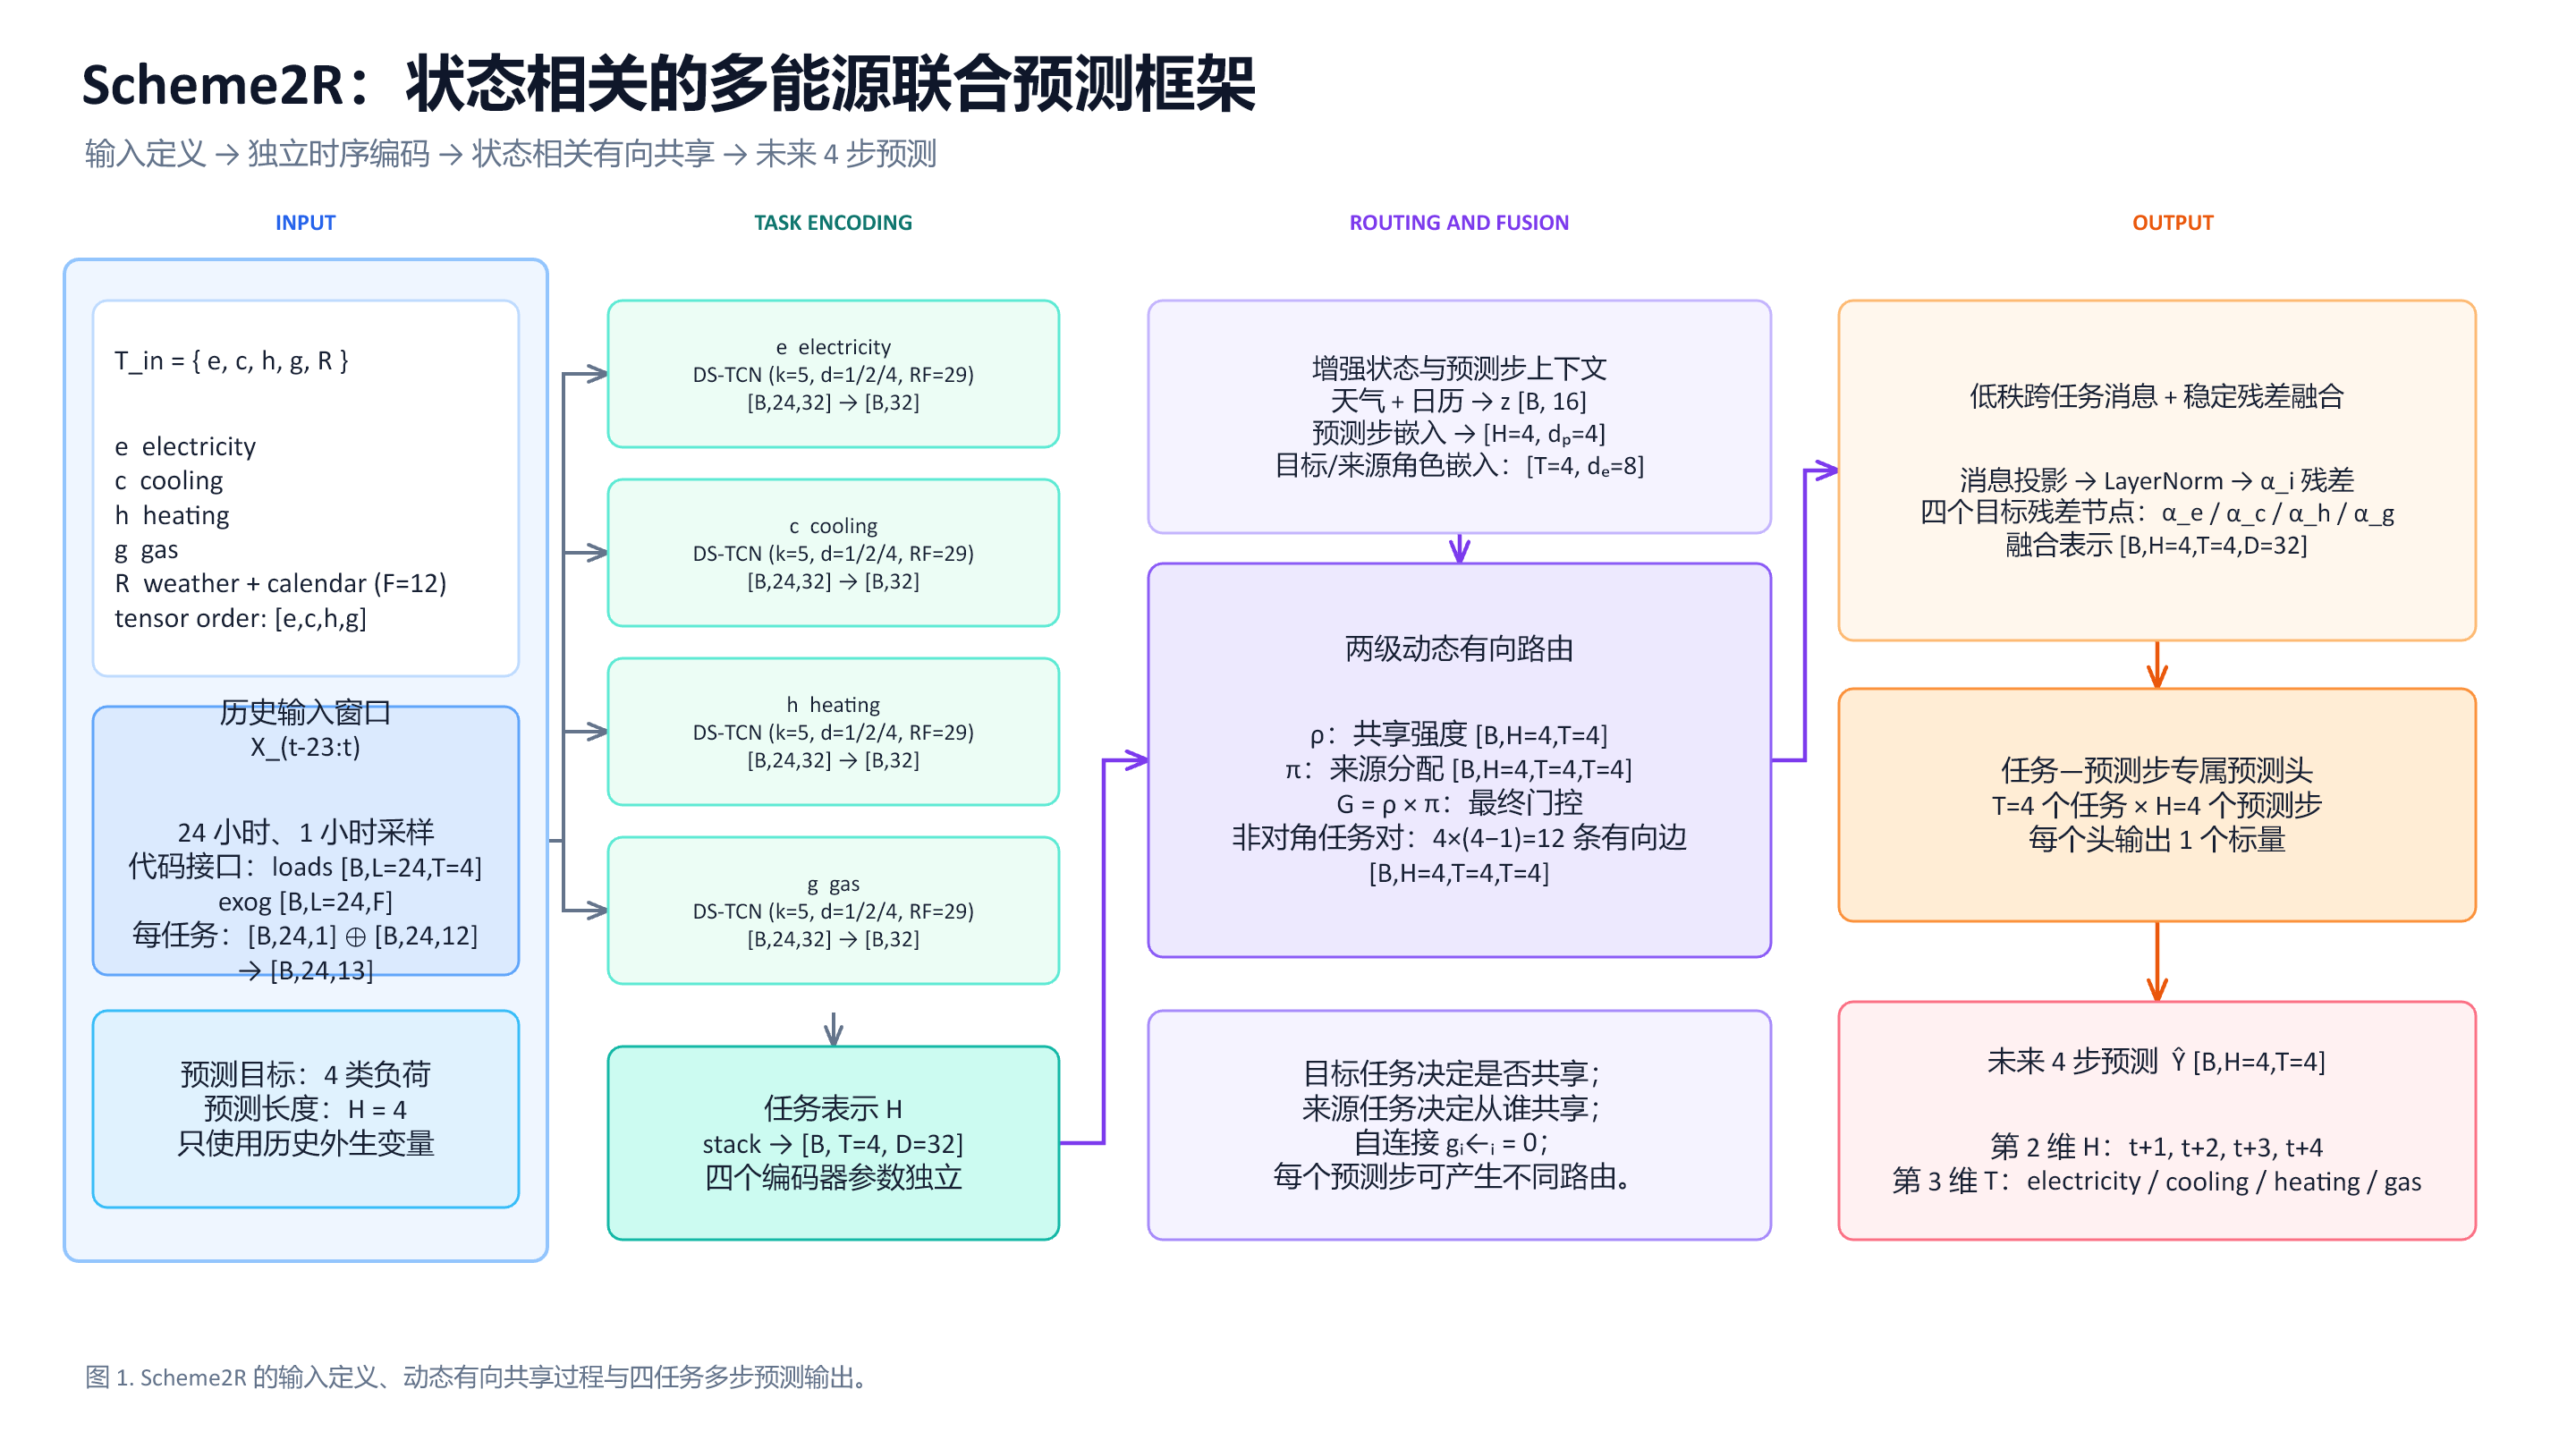 Scheme2R：状态相关的多能源联合预测框架
输入定义 → 独立时序编码 → 状态相关有向共享 → 未来 4 步预测
INPUT
T_in = { e, c, h, g, R }
e electricity
c cooling
h heating
g gas
R weather + calendar (F=12)
tensor order: [e,c,h,g]
历史输入窗口
X_(t-23:t)
24 小时、1 小时采样
代码接口：loads [B,L=24,T=4]
exog [B,L=24,F]
每任务：[B,24,1] ⊕ [B,24,12]
→ [B,24,13]
预测目标：4 类负荷
预测长度：H = 4
只使用历史外生变量
TASK ENCODING
e electricity
DS-TCN (k=5, d=1/2/4, RF=29)
[B,24,32] → [B,32]
c cooling
DS-TCN (k=5, d=1/2/4, RF=29)
[B,24,32] → [B,32]
h heating
DS-TCN (k=5, d=1/2/4, RF=29)
[B,24,32] → [B,32]
g gas
DS-TCN (k=5, d=1/2/4, RF=29)
[B,24,32] → [B,32]
任务表示 H
stack → [B, T=4, D=32]
四个编码器参数独立
ROUTING AND FUSION
增强状态与预测步上下文
天气 + 日历 → z [B, 16]
预测步嵌入 → [H=4, dₚ=4]
目标/来源角色嵌入：[T=4, dₑ=8]
两级动态有向路由
ρ：共享强度 [B,H=4,T=4]
π：来源分配 [B,H=4,T=4,T=4]
G = ρ × π：最终门控
非对角任务对：4×(4−1)=12 条有向边
[B,H=4,T=4,T=4]
目标任务决定是否共享；
来源任务决定从谁共享；
自连接 gᵢ←ᵢ = 0；
每个预测步可产生不同路由。
OUTPUT
低秩跨任务消息 + 稳定残差融合
消息投影 → LayerNorm → α_i 残差
四个目标残差节点：α_e / α_c / α_h / α_g
融合表示 [B,H=4,T=4,D=32]
任务—预测步专属预测头
T=4 个任务 × H=4 个预测步
每个头输出 1 个标量
未来 4 步预测 Ŷ [B,H=4,T=4]
第 2 维 H：t+1, t+2, t+3, t+4
第 3 维 T：electricity / cooling / heating / gas
图 1. Scheme2R 的输入定义、动态有向共享过程与四任务多步预测输出。